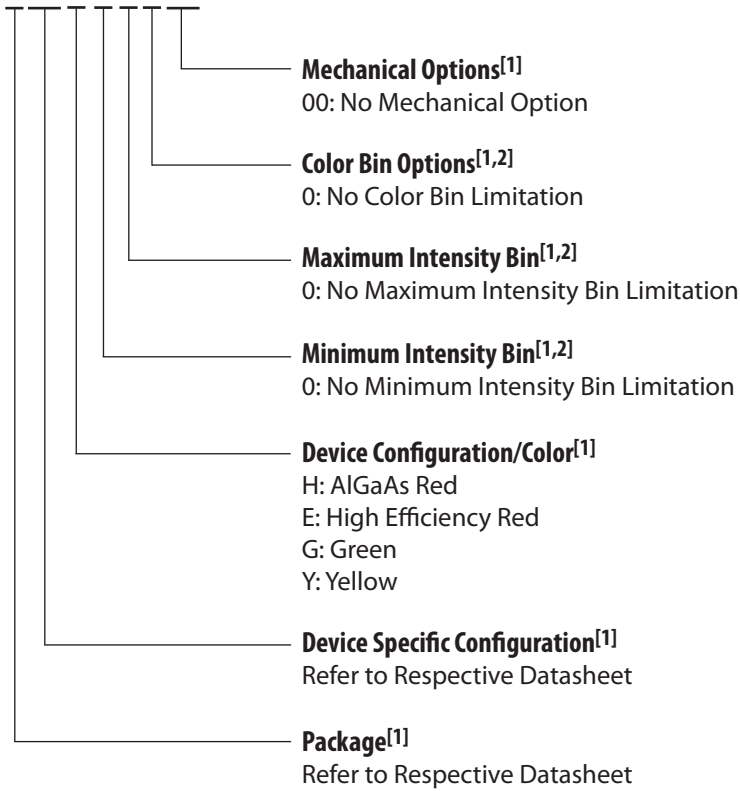 Mechanical Options[1]
00: No Mechanical Option
Color Bin Options[1,2]
0: No Color Bin Limitation
Maximum Intensity Bin[1,2]
0: No Maximum Intensity Bin Limitation
Minimum Intensity Bin[1,2]
0: No Minimum Intensity Bin Limitation
Device Configuration/Color[1]
H: AlGaAs Red
E: High Efficiency Red
G: Green
Y: Yellow
Device Specific Configuration[1]
Refer to Respective Datasheet
Package[1]
Refer to Respective Datasheet